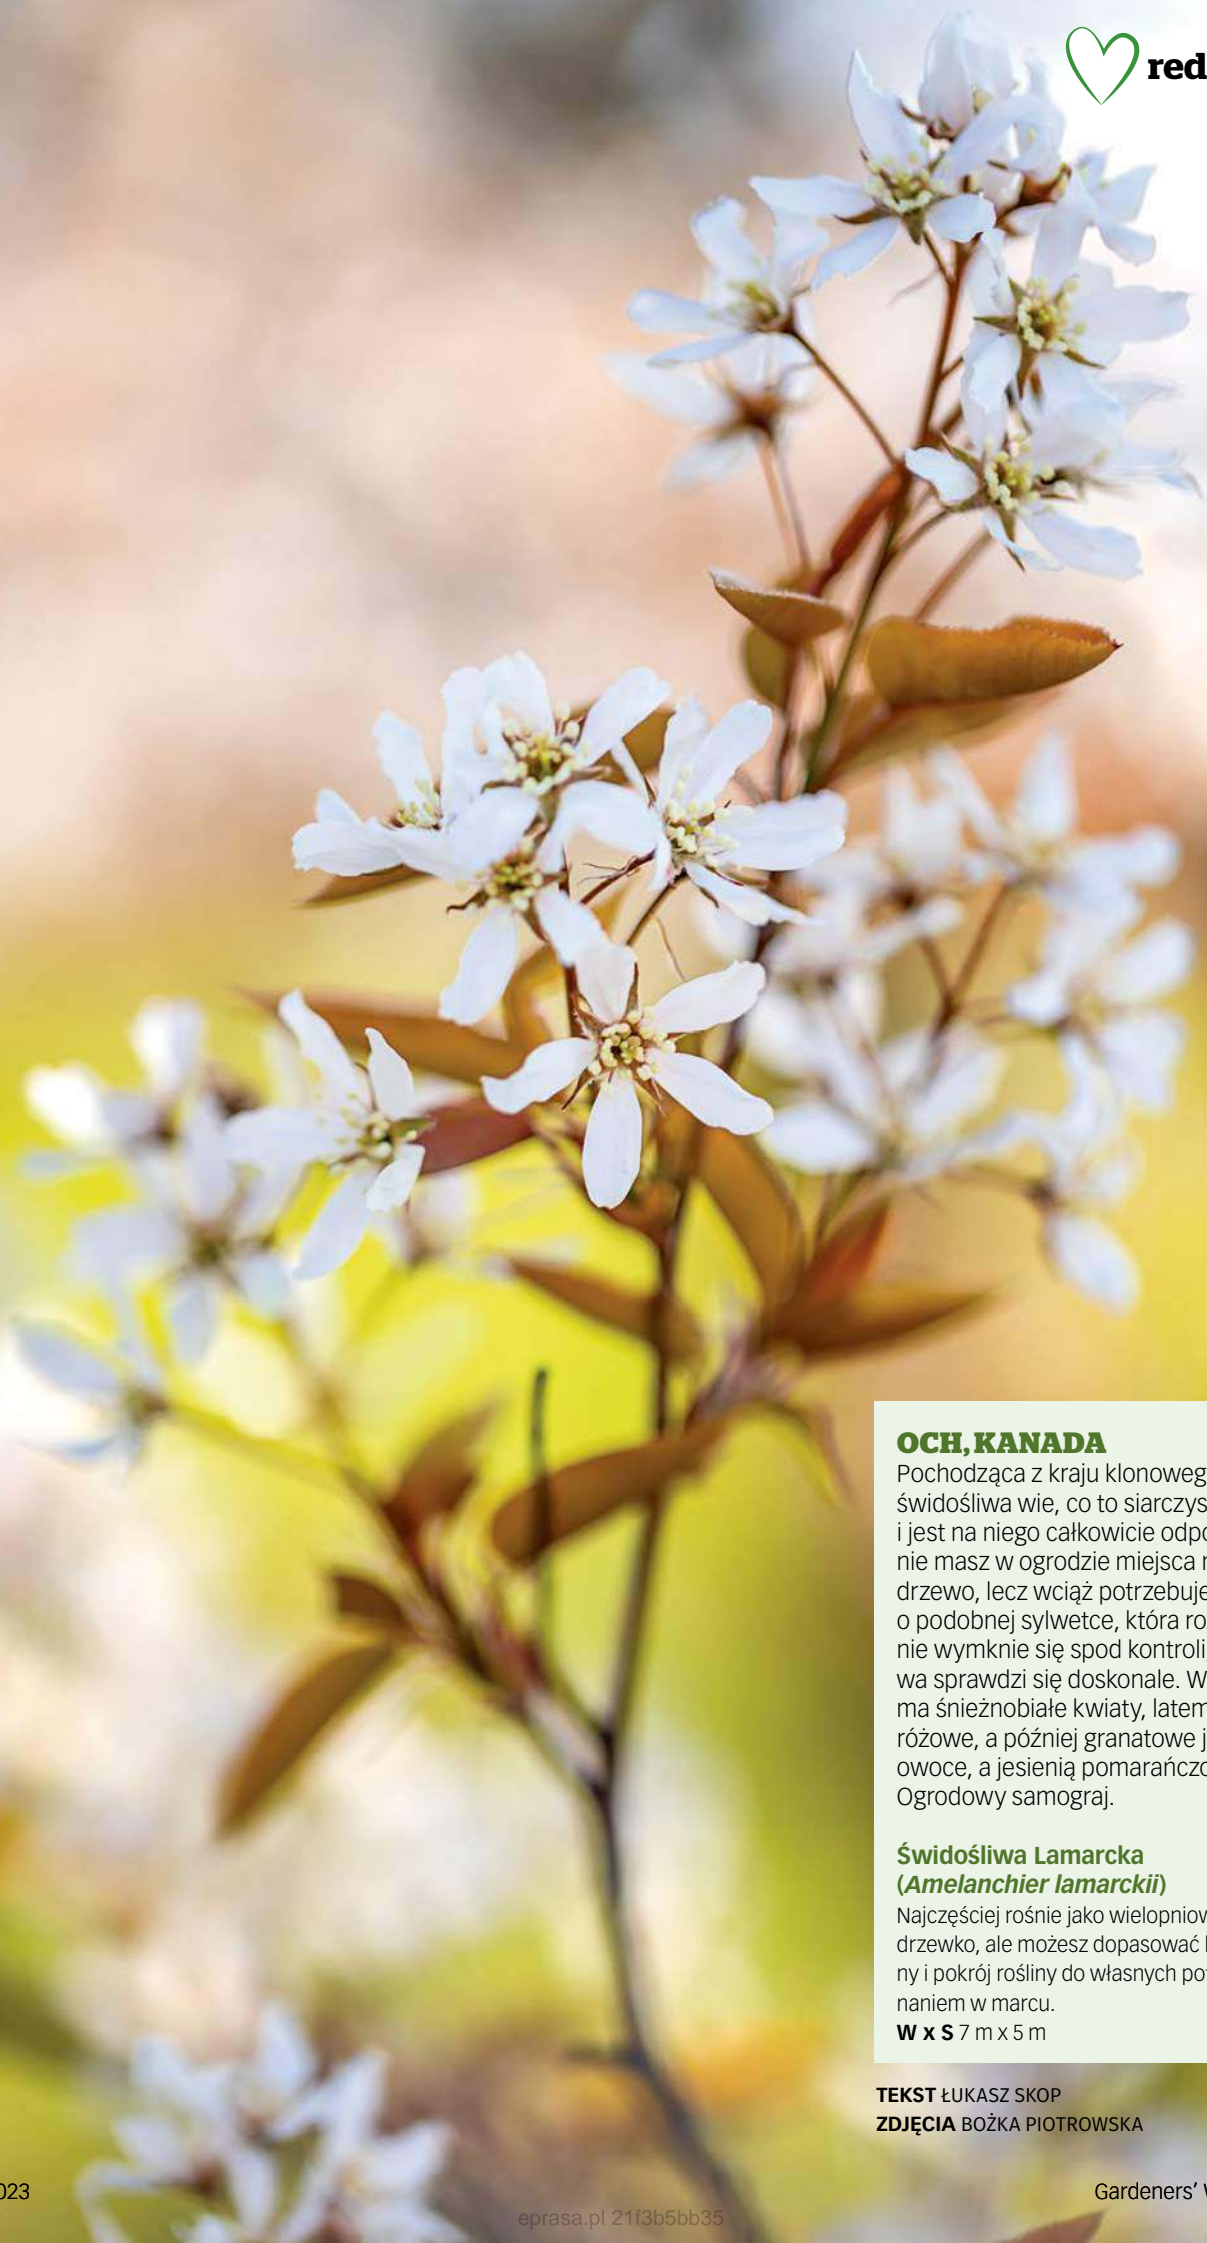 red
OCH, KANADA
Pochodząca z kraju klonoweg
świdośliwa wie, co to siarczys
i jest na niego całkowicie odpo
nie masz w ogrodzie miejsca
drzewo, lecz wciąż potrzebuje
o podobnej sylwetce, która ro
nie wymknie się spod kontroli,
wa sprawdzi się doskonale. W
ma śnieżnobiałe kwiaty, latem
różowe, a później granatowe j
owoce, a jesienią pomarańczo
Ogrodowy samograj.
Świdośliwa Lamarcka
(Amelanchier lamarckii)
Najczęściej rośnie jako wielopniow
drzewko, ale możesz dopasować
ny i pokrój rośliny do własnych po
naniem w marcu.
W x S 7 m x 5 m
TEKST ŁUKASZ SKOP
ZDJĘCIA BOŻKA PIOTROWSKA
023
Gardeners'
eprasa.pl 21f3b5bb35